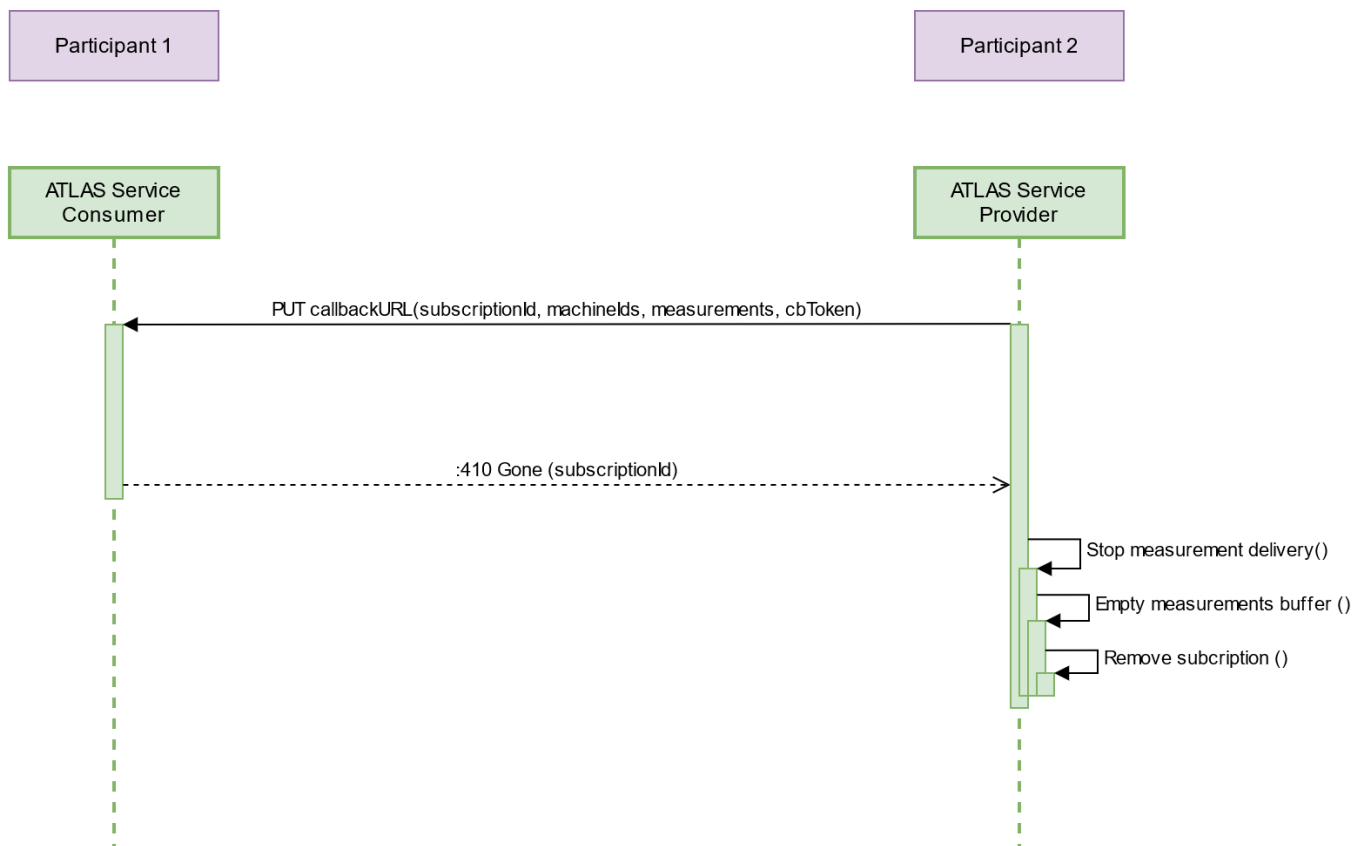 Participant 1
Participant 2
ATLAS Service
Consumer
ATLAS Service
Provider
PUT callbackURL(subscriptionId, machineIds, measurements, cbToken)
:410 Gone (subscriptionId)
Stop measurement delivery()
Empty measurements buffer ()
Remove subcription ()